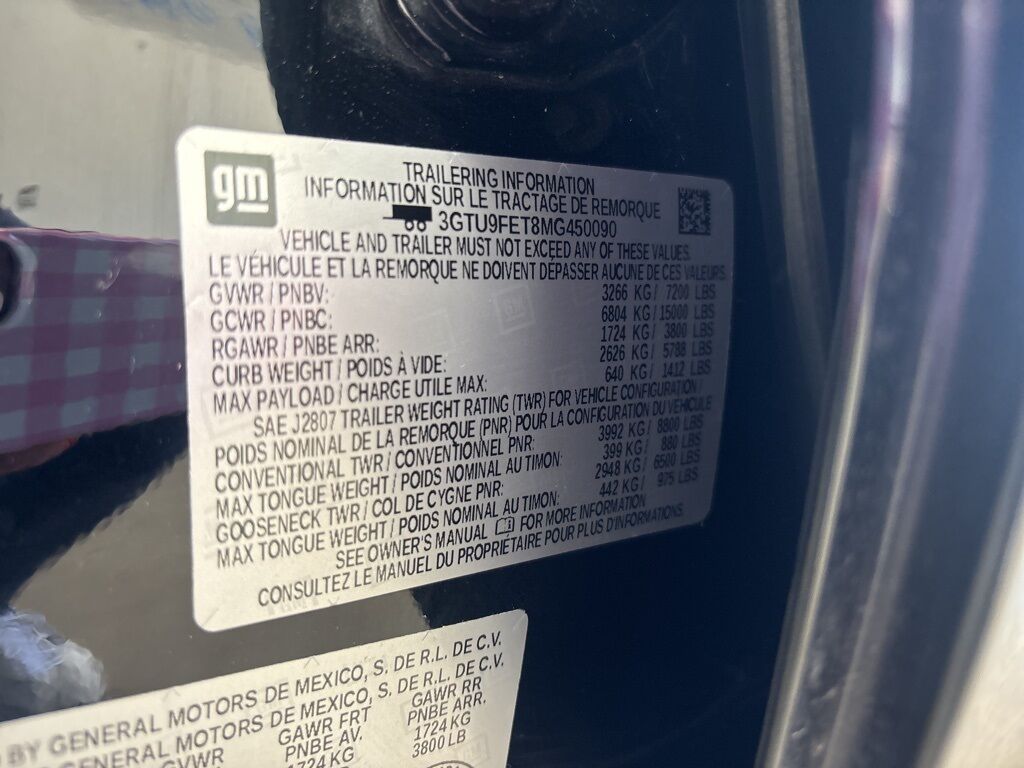 gm
TRAILERING INFORMATION
INFORMATION SUR LE TRACTAGE DE REMORQUE
3GTU9FET8MG450090
VEHICLE AND TRAILER MUST NOT EXCEED ANY OF THESE VALUES.
LE VÉHICULE ET LA REMORQUE NE DOIVENT DÉPASSER AUCUNE DE CES VALEURS.
GVWR / PNBV: 3266 KG / 7200 LBS
GCWR / PNBC: 6804 KG / 15000 LBS
RGAWR / PNBE ARR: 1724 KG / 3800 LBS
CURB WEIGHT / POIDS À VIDE: 2626 KG / 5788 LBS
MAX PAYLOAD / CHARGE UTILE MAX: 640 KG / 1412 LBS
SAE J2807 TRAILER WEIGHT RATING (TWR) FOR VEHICLE CONFIGURATION /
POIDS NOMINAL DE LA REMORQUE (PNR) POUR LA CONFIGURATION DU VÉHICULE
CONVENTIONAL TWR / CONVENTIONNEL PNR: 3992 KG / 8800 LBS
MAX TONGUE WEIGHT / POIDS NOMINAL AU TIMON: 399 KG / 880 LBS
GOOSENECK TWR / COL DE CYGNE PNR: 2948 KG / 6500 LBS
MAX TONGUE WEIGHT / POIDS NOMINAL AU TIMON: 442 KG / 975 LBS
SEE OWNER'S MANUAL FOR MORE INFORMATION
CONSULTEZ LE MANUEL DU PROPRIÉTAIRE POUR PLUS D'INFORMATIONS.
BY GENERAL MOTORS DE MEXICO, S. DE R.L. DE C.V.
GENERAL MOTORS DE MEXICO, S. DE R.L. DE C.V.
GVWR GAWR FRT GAWR RR
PNBE AV. PNBE ARR.
1724 KG 1724 KG
3800 LB